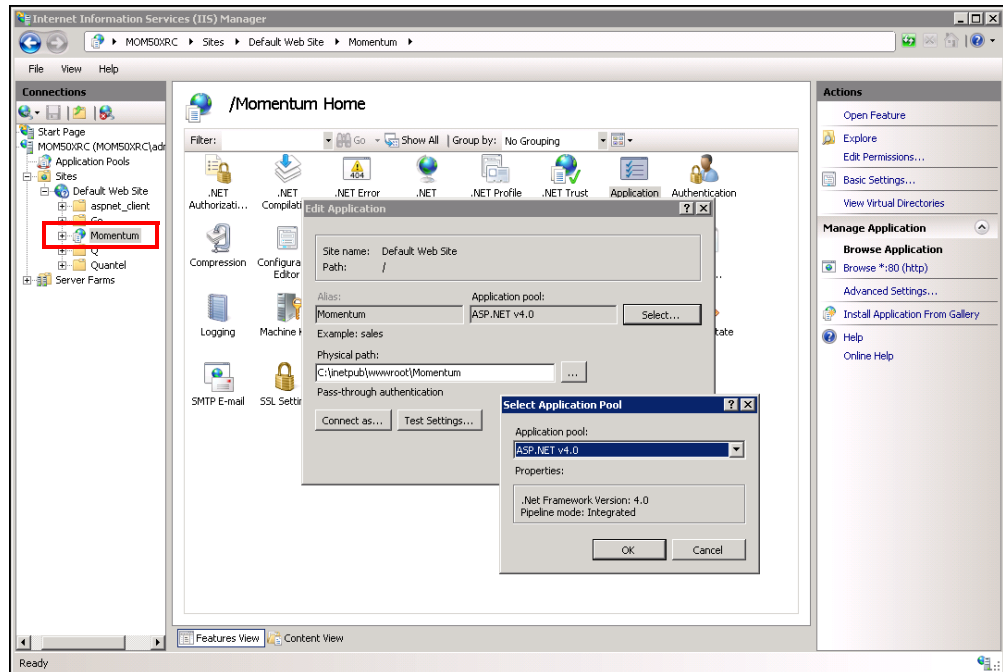 Internet Information Services (IIS) Manager
MOM50XRC Sites Default Web Site Momentum
File View Help
Connections
Start Page
MOM50XRC (MOM50XRC\adr
Application Pools
Sites
Default Web Site
aspnet_client
Go
Momentum
Q
Quantel
Server Farms
/Momentum Home
Filter: Go Show All Group by: No Grouping
.NET Authorizati...
.NET Compilati
.NET Error
.NET
.NET Profile
.NET Trust
Application
Authentication
Compression
Configura
Editor
Logging
Machine K
tate
SMTP E-mail
SSL Settin
Edit Application
Site name: Default Web Site
Path: /
Alias:
Application pool:
Momentum
ASP.NET v4.0
Select...
Example: sales
Physical path:
C:\inetpub\wwwroot\Momentum
...
Pass-through authentication
Connect as...
Test Settings...
Select Application Pool
Application pool:
ASP.NET v4.0
Properties:
.Net Framework Version: 4.0
Pipeline mode: Integrated
OK
Cancel
Actions
Open Feature
Explore
Edit Permissions...
Basic Settings...
View Virtual Directories
Manage Application
Browse Application
Browse *:80 (http)
Advanced Settings...
Install Application From Gallery
Help
Online Help
Features View
Content View
Ready